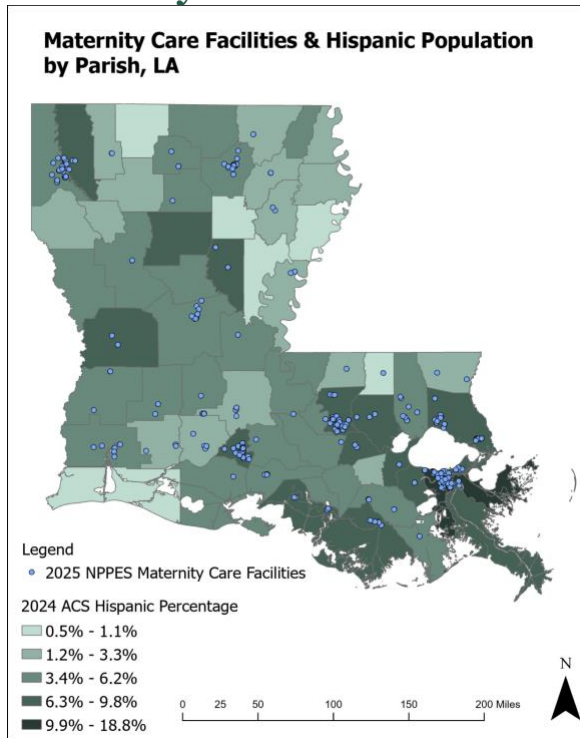 Maternity Care Facilities & Hispanic Population
by Parish, LA
Legend
2025 NPPES Maternity Care Facilities
2024 ACS Hispanic Percentage
0.5% - 1.1%
1.2% - 3.3%
3.4% - 6.2%
6.3% - 9.8%
9.9% - 18.8%
0 25 50 100 150 200 Miles
N